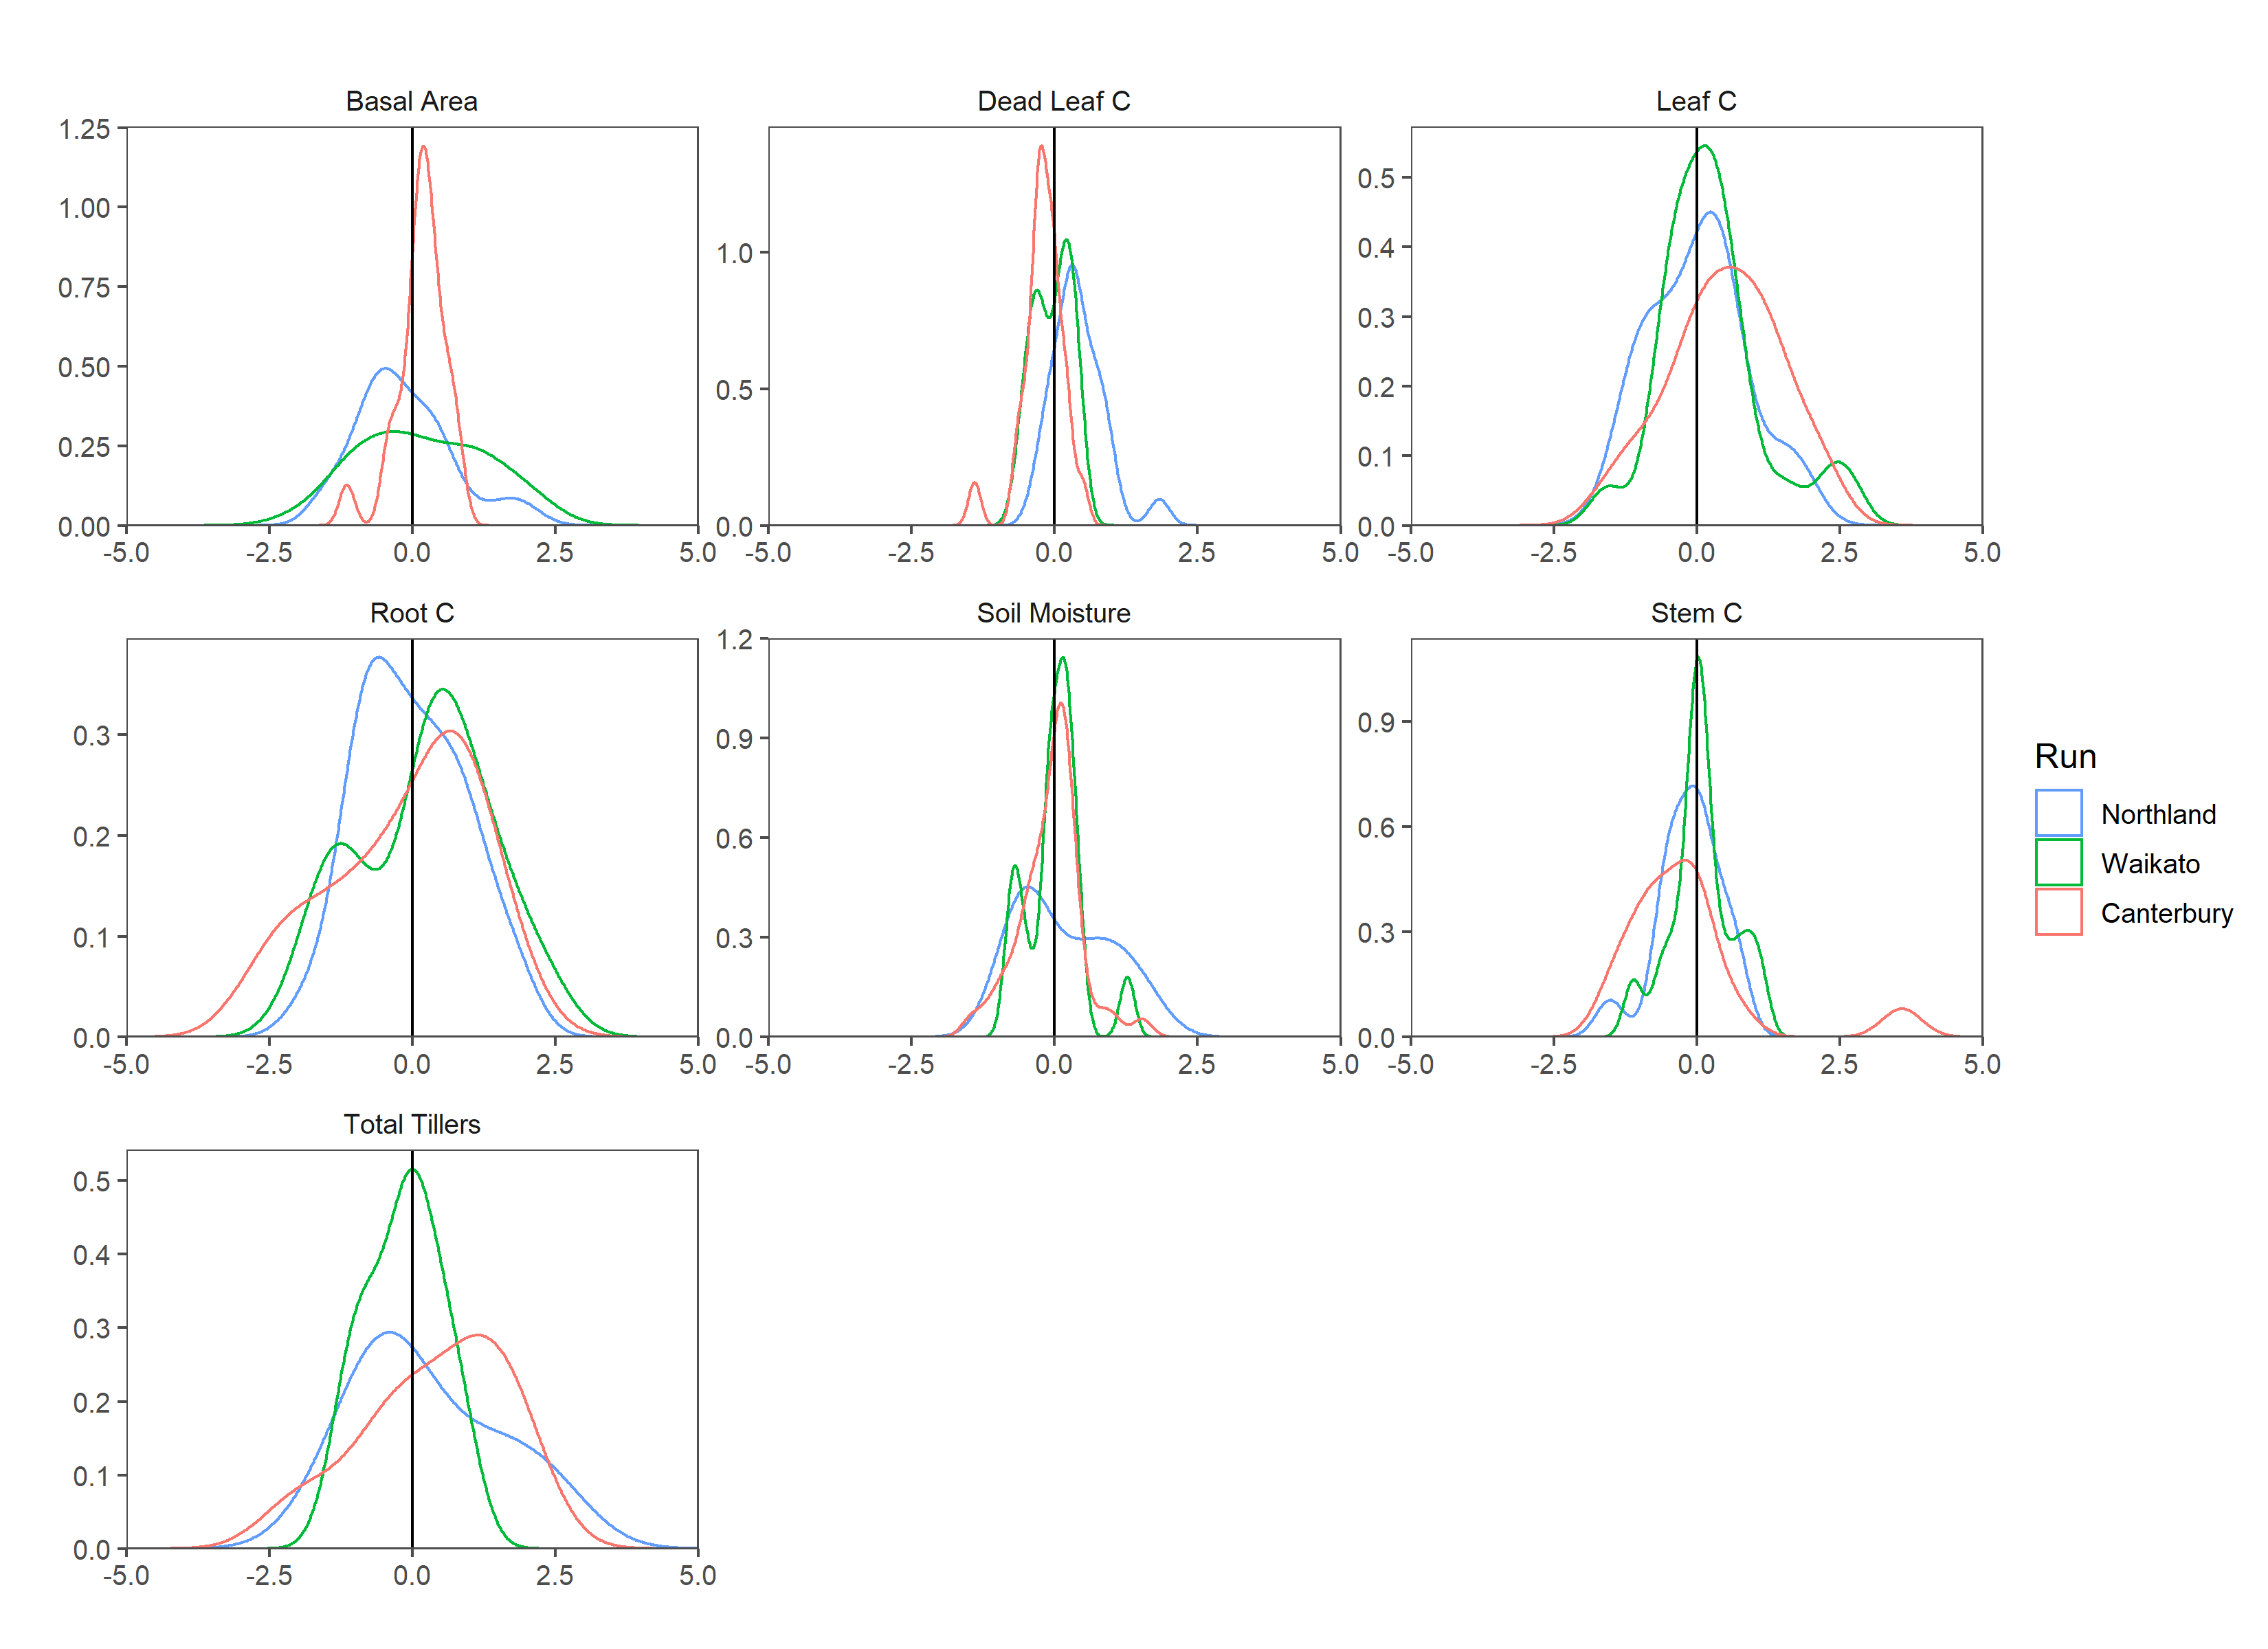 Basal Area
Dead Leaf C
Leaf C
1.25
1.00
0.75
0.50
0.25
0.00
-5.0 -2.5 0.0 2.5 5.0
1.0
0.5
0.0
-5.0 -2.5 0.0 2.5 5.0
0.5
0.4
0.3
0.2
0.1
0.0
-5.0 -2.5 0.0 2.5 5.0
Root C
Soil Moisture
Stem C
0.3
0.2
0.1
0.0
-5.0 -2.5 0.0 2.5 5.0
1.2
0.9
0.6
0.3
0.0
-5.0 -2.5 0.0 2.5 5.0
0.9
0.6
0.3
0.0
-5.0 -2.5 0.0 2.5 5.0
Run
Northland
Waikato
Canterbury
Total Tillers
0.5
0.4
0.3
0.2
0.1
0.0
-5.0 -2.5 0.0 2.5 5.0